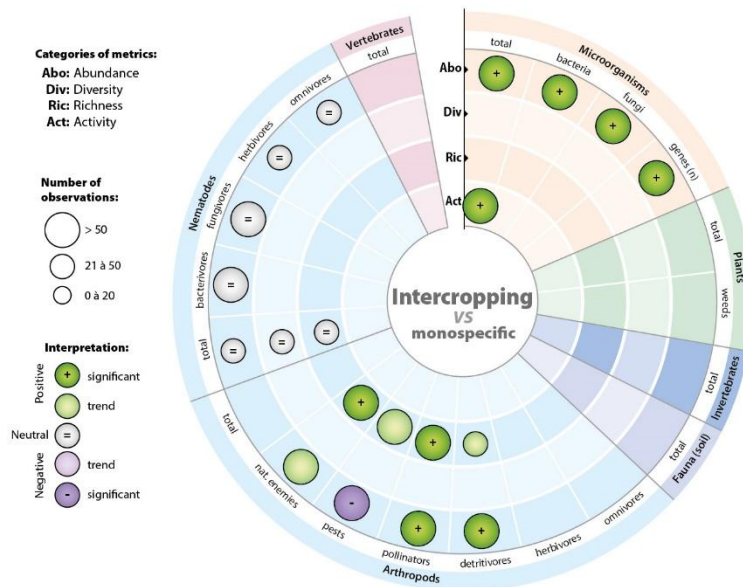 Categories of metrics:
Abo: Abundance
Div: Diversity
Ric: Richness
Act: Activity
Number of
observations:
> 50
21 à 50
0 à 20
Interpretation:
Positive
+ significant
trend
Neutral
=
Negative
trend
- significant
Vertebrates
total
Microorganisms
total
bacteria
fungi
genes (n)
Plants
total
weeds
Invertebrates
total
Fauna (soil)
total
Arthropods
omnivores
herbivores
detritivores
pollinators
pests
nat. enemies
total
Nematodes
total
bacterivores
fungivores
herbivores
omnivores
Abo
Div
Ric
Act
+
+
+
+
+
=
=
=
=
=
=
=
+
+
-
+
+
Intercropping
VS
monospecific